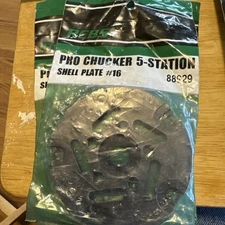 PRO CHUCKER 5-STATION
SHELL PLATE #16
88929